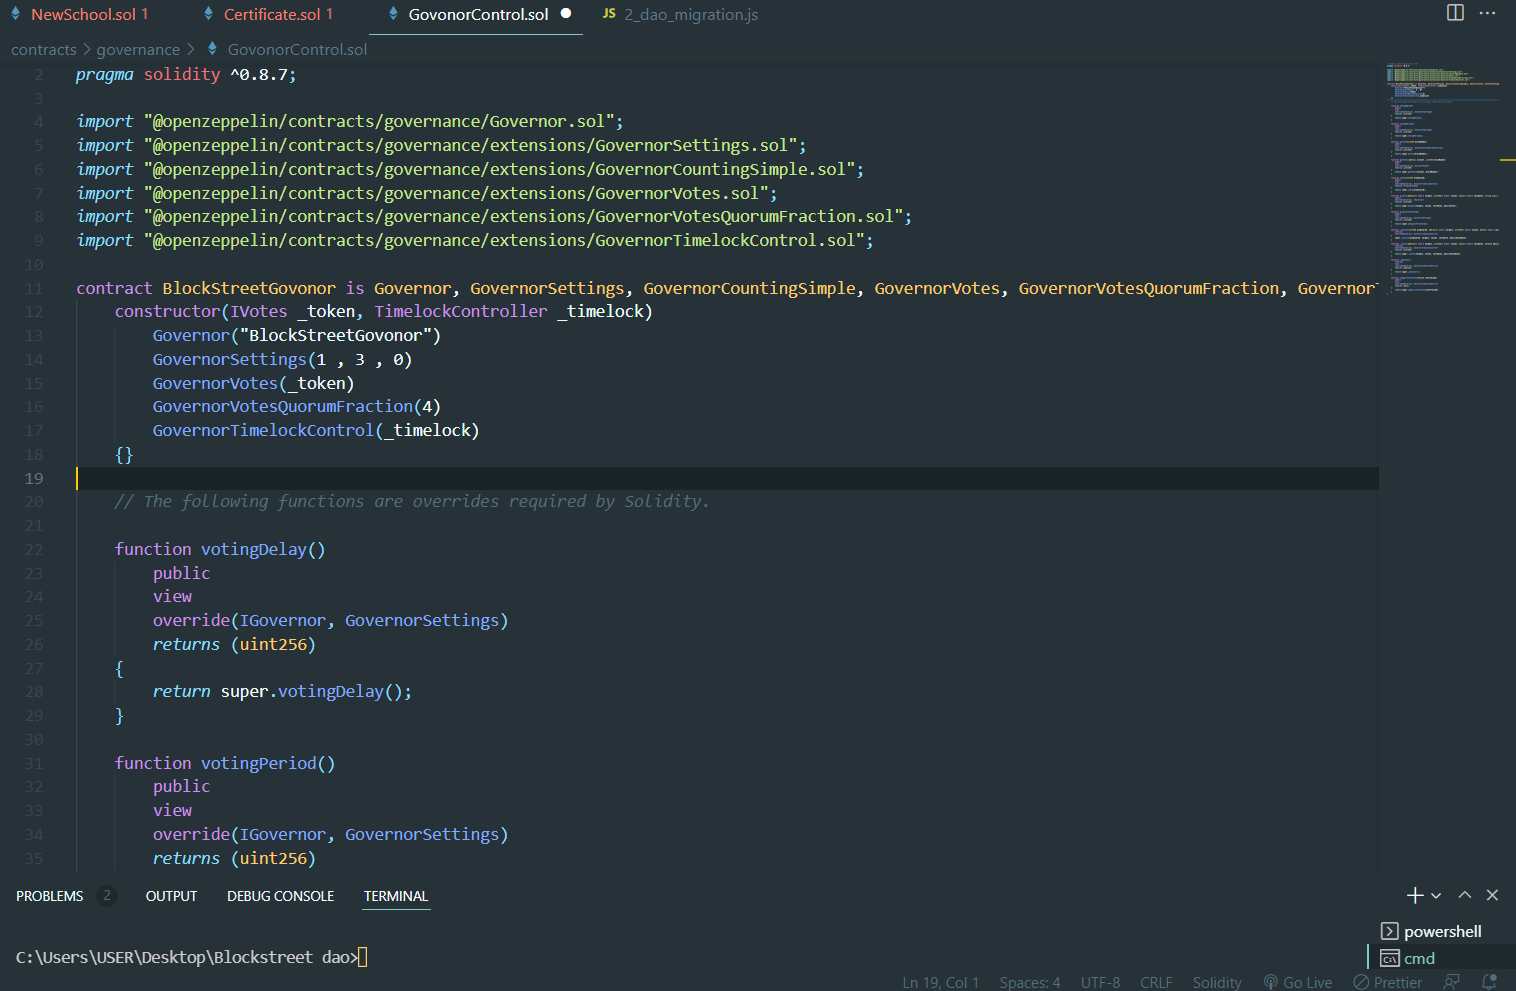 NewSchool.sol 1 Certificate.sol 1 GovonorControl.sol JS 2_dao_migration.js
contracts > governance > GovonorControl.sol
2 pragma solidity ^0.8.7;
3
4 import "@openzeppelin/contracts/governance/Governor.sol";
5 import "@openzeppelin/contracts/governance/extensions/GovernorSettings.sol";
6 import "@openzeppelin/contracts/governance/extensions/GovernorCountingSimple.sol";
7 import "@openzeppelin/contracts/governance/extensions/GovernorVotes.sol";
8 import "@openzeppelin/contracts/governance/extensions/GovernorVotesQuorumFraction.sol";
9 import "@openzeppelin/contracts/governance/extensions/GovernorTimelockControl.sol";
10
11 contract BlockStreetGovonor is Governor, GovernorSettings, GovernorCountingSimple, GovernorVotes, GovernorVotesQuorumFraction, Governor
12 constructor(IVotes _token, TimelockController _timelock)
13 Governor("BlockStreetGovonor")
14 GovernorSettings(1 , 3 , 0)
15 GovernorVotes(_token)
16 GovernorVotesQuorumFraction(4)
17 GovernorTimelockControl(_timelock)
18 {}
19
20 // The following functions are overrides required by Solidity.
21
22 function votingDelay()
23 public
24 view
25 override(IGovernor, GovernorSettings)
26 returns (uint256)
27 {
28 return super.votingDelay();
29 }
30
31 function votingPeriod()
32 public
33 view
34 override(IGovernor, GovernorSettings)
35 returns (uint256)
PROBLEMS 2 OUTPUT DEBUG CONSOLE TERMINAL
powershell
C:\Users\USER\Desktop\Blockstreet dao>
cmd
Ln 19, Col 1 Spaces: 4 UTF-8 CRLF Solidity Go Live Prettier